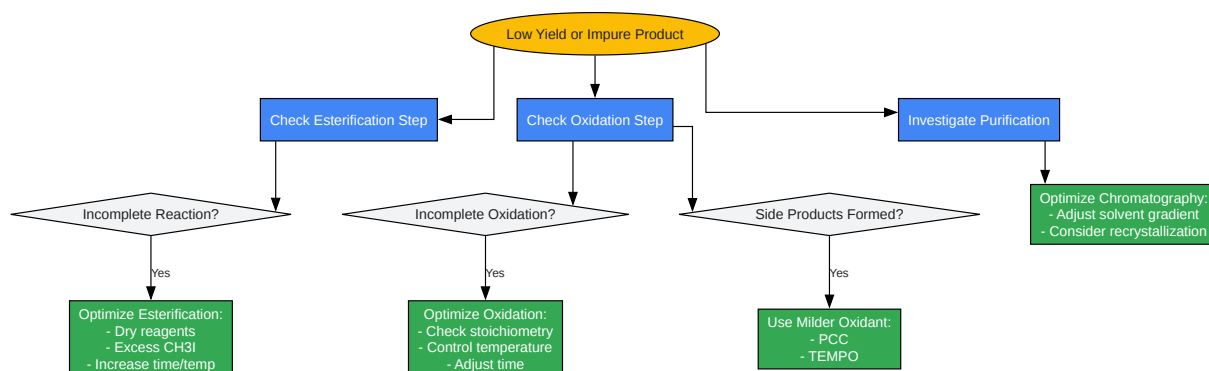 Low Yield or Impure Product
Check Esterification Step
Check Oxidation Step
Investigate Purification
Incomplete Reaction?
Incomplete Oxidation?
Side Products Formed?
Optimize Chromatography:
- Adjust solvent gradient
- Consider recrystallization
Yes
Yes
Yes
Optimize Esterification:
- Dry reagents
- Excess CH3I
- Increase time/temp
Optimize Oxidation:
- Check stoichiometry
- Control temperature
- Adjust time
Use Milder Oxidant:
- PCC
- TEMPO